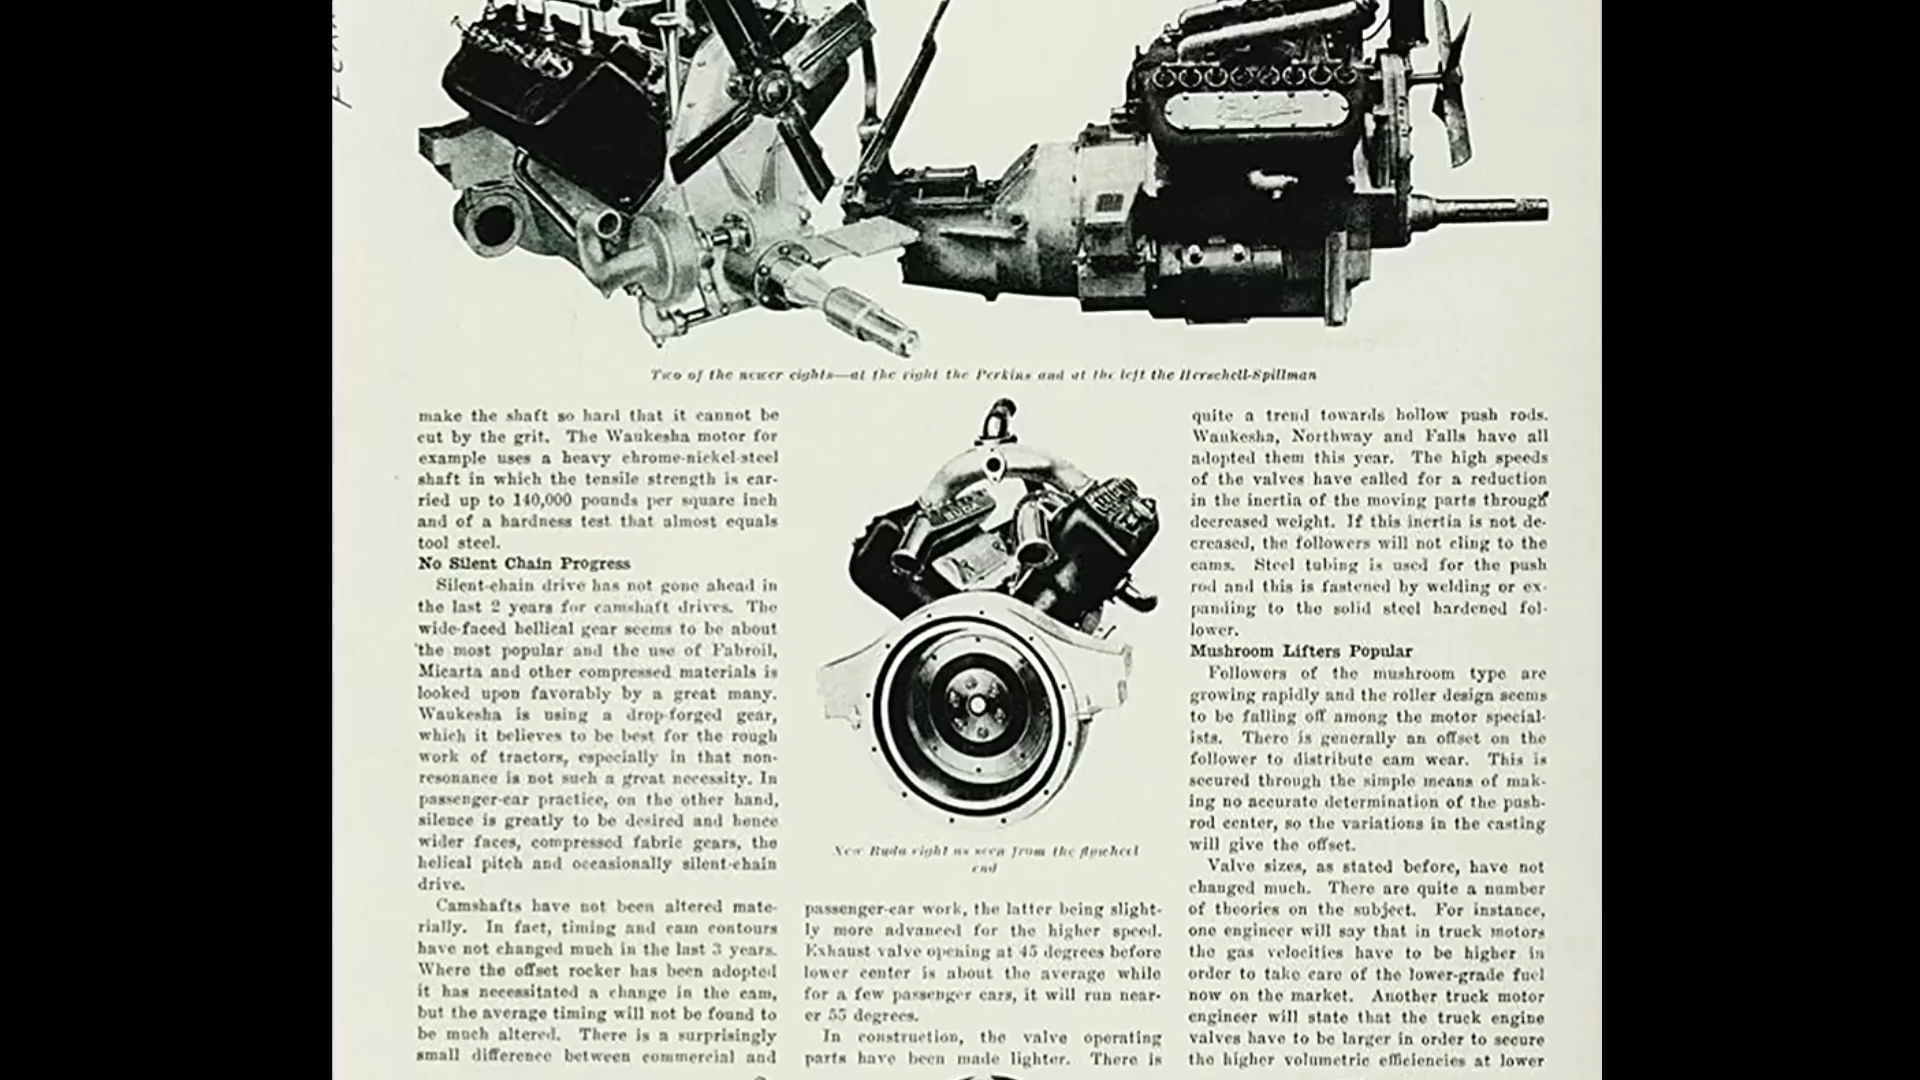 Two of the newer eights—at the right the Perkins and at the left the Herschell-Spillman
make the shaft so hard that it cannot be
cut by the grit. The Waukesha motor for
example uses a heavy chrome-nickel-steel
shaft in which the tensile strength is car-
ried up to 140,000 pounds per square inch
and of a hardness test that almost equals
tool steel.
No Silent Chain Progress
Silent-chain drive has not gone ahead in
the last 2 years for camshaft drives. The
wide-faced helical gear seems to be about
the most popular and the use of Fabroil,
Micarta and other compressed materials is
looked upon favorably by a great many.
Waukesha is using a drop-forged gear,
which it believes to be best for the rough
work of tractors, especially in that non-
resonance is not such a great necessity. In
passenger-car practice, on the other hand,
silence is greatly to be desired and hence
wider faces, compressed fabric gears, the
helical pitch and occasionally silent-chain
drive.
Camshafts have not been altered mate-
rially. In fact, timing and cam contours
have not changed much in the last 3 years.
Where the offset rocker has been adopted
it has necessitated a change in the cam,
but the average timing will not be found to
be much altered. There is a surprisingly
small difference between commercial and
New Buda eight as seen from the flywheel
end
passenger-car work, the latter being slight-
ly more advanced for the higher speed.
Exhaust valve opening at 45 degrees before
lower center is about the average while
for a few passenger cars, it will run near-
er 55 degrees.
In construction, the valve operating
parts have been made lighter. There is
quite a trend towards hollow push rods.
Waukesha, Northway and Falls have all
adopted them this year. The high speeds
of the valves have called for a reduction
in the inertia of the moving parts through
decreased weight. If this inertia is not de-
creased, the followers will not cling to the
cams. Steel tubing is used for the push
rod and this is fastened by welding or ex-
panding to the solid steel hardened fol-
lower.
Mushroom Lifters Popular
Followers of the mushroom type are
growing rapidly and the roller design seems
to be falling off among the motor special-
ists. There is generally an offset on the
follower to distribute cam wear. This is
secured through the simple means of mak-
ing no accurate determination of the push-
rod center, so the variations in the casting
will give the offset.
Valve sizes, as stated before, have not
changed much. There are quite a number
of theories on the subject. For instance,
one engineer will say that in truck motors
the gas velocities have to be higher in
order to take care of the lower-grade fuel
now on the market. Another truck motor
engineer will state that the truck engine
valves have to be larger in order to secure
the higher volumetric efficiencies at lower